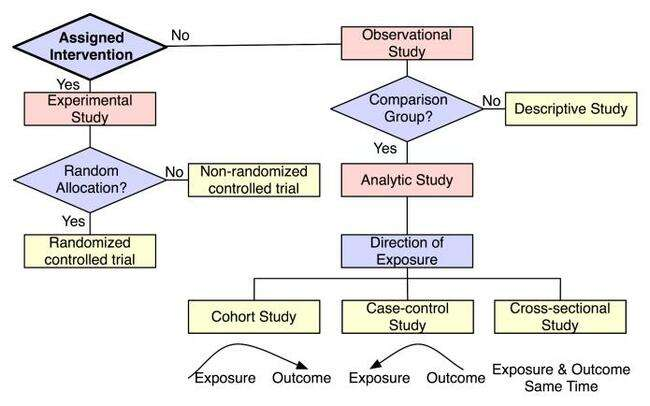 Assigned
Intervention
No
Observational
Study
Yes
Experimental
Study
Comparison
Group?
No
Descriptive Study
Yes
Random
Allocation?
No
Non-randomized
controlled trial
Analytic Study
Yes
Randomized
controlled trial
Direction of
Exposure
Cohort Study
Case-control
Study
Cross-sectional
Study
Exposure Outcome
Exposure Outcome
Exposure & Outcome
Same Time